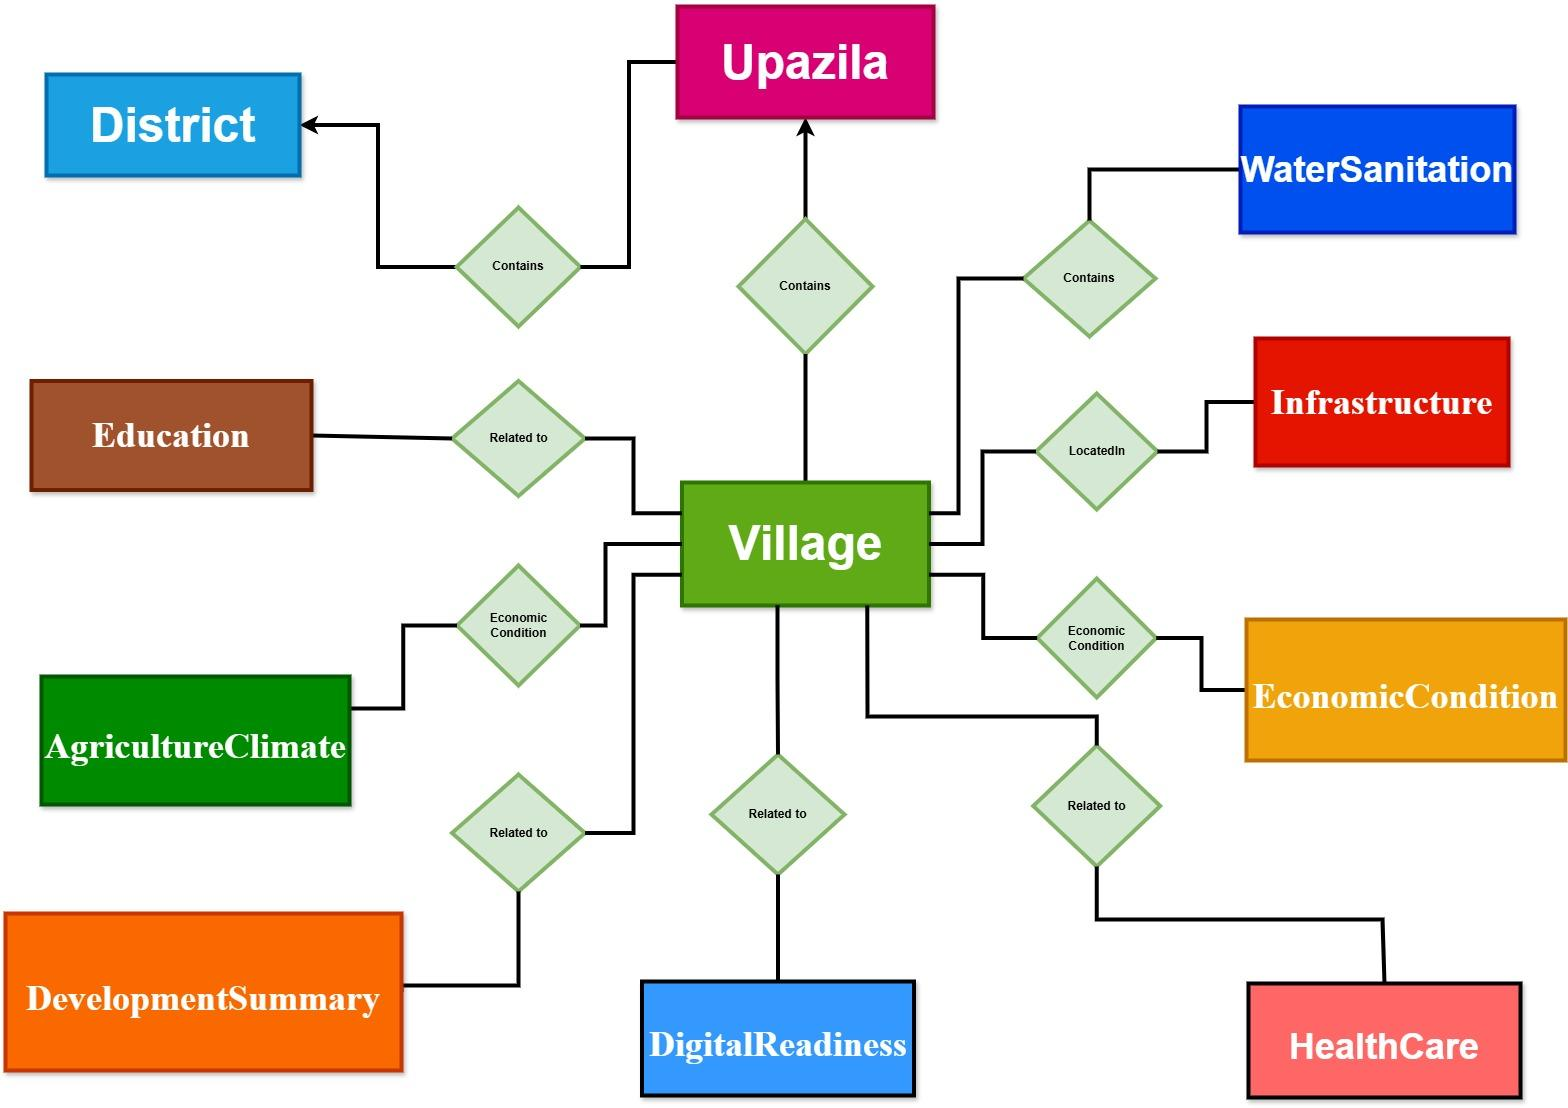 Upazila
District
WaterSanitation
Contains
Contains
Contains
Infrastructure
Education
Related to
LocatedIn
Village
Economic
Condition
Economic
Condition
EconomicCondition
AgricultureClimate
Related to
Related to
Related to
DevelopmentSummary
DigitalReadiness
HealthCare